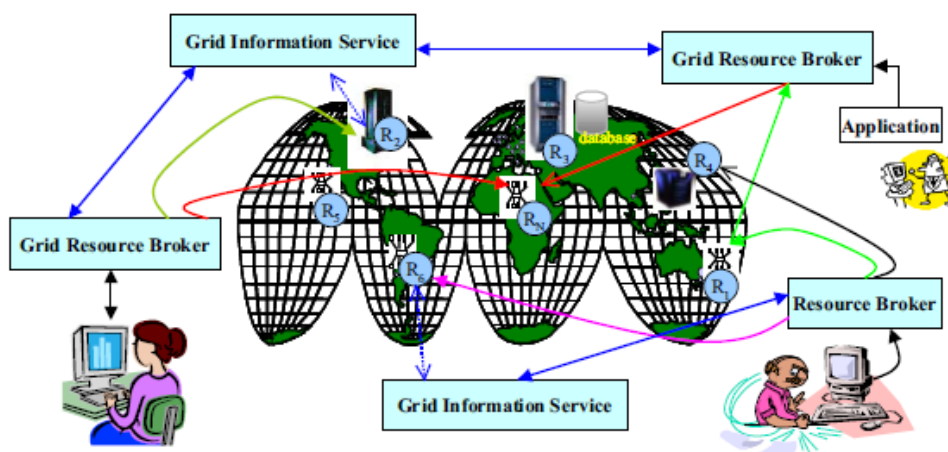 Grid Information Service
Grid Resource Broker
R2
R3
database
Application
R4
R5
RN
Grid Resource Broker
R6
R1
Resource Broker
Grid Information Service